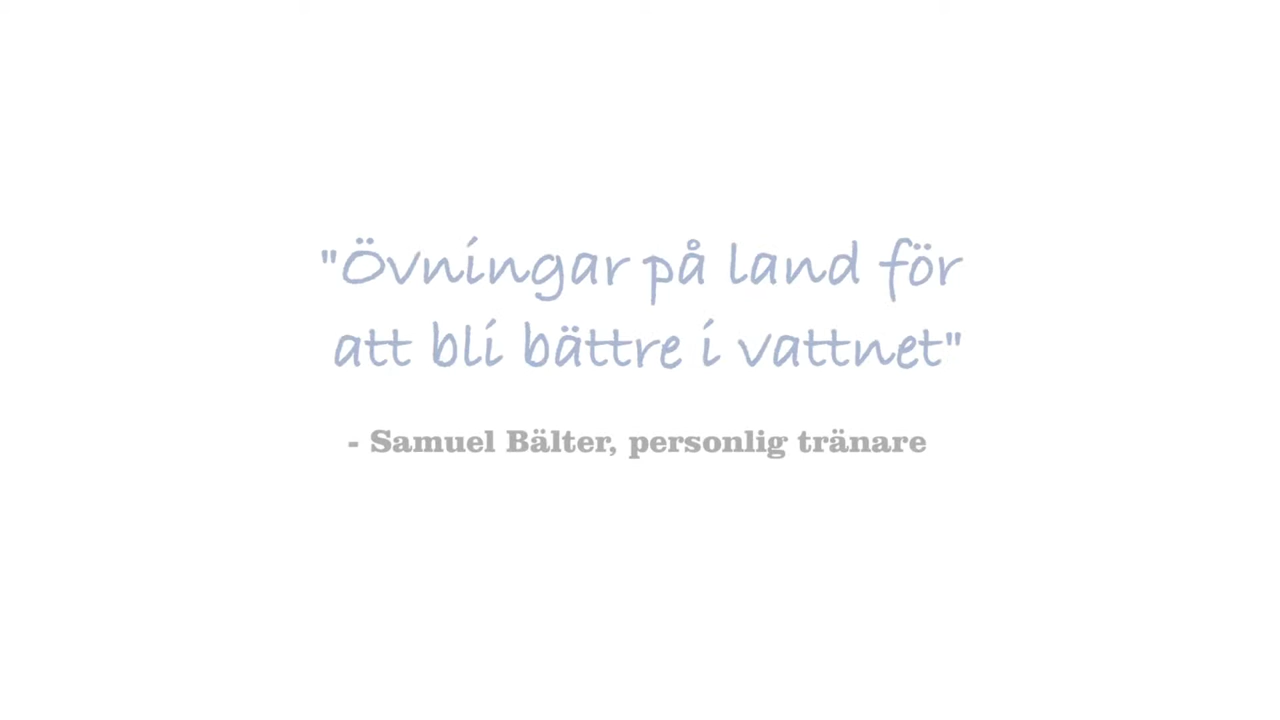 "Övningar på land för
att bli bättre i vattnet"
- Samuel Bälter, personlig tränare